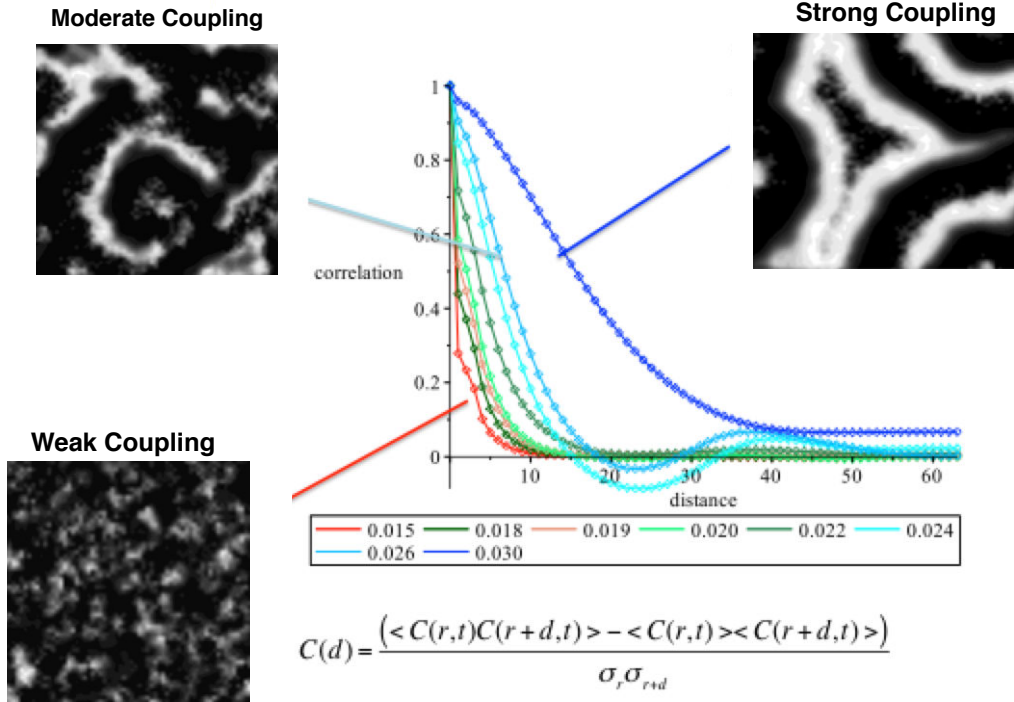 Moderate Coupling
Strong Coupling
1
0.8
0.6
correlation
0.4
0.2
0
10
20
30
40
50
60
distance
Weak Coupling
0.015 0.018 0.019 0.020 0.022 0.024
0.026 0.030
C(d) = (<C(r,t)C(r+d,t)> - <C(r,t)><C(r+d,t)>) / σ_r σ_{r+d}